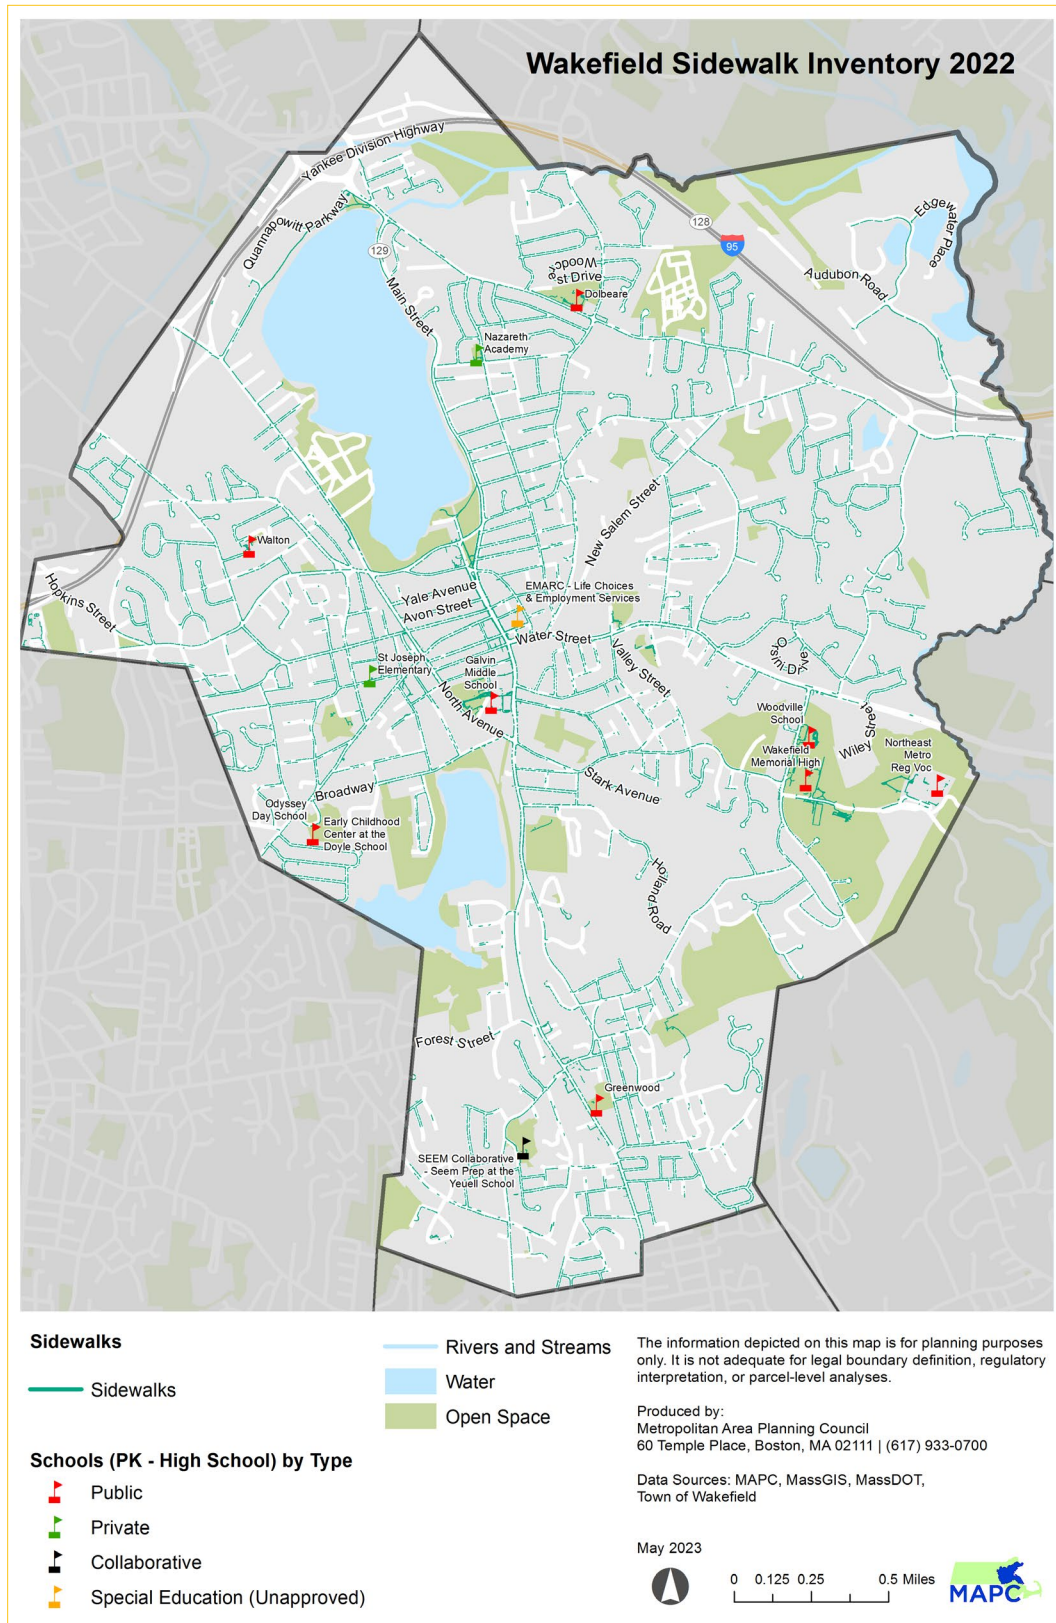 Wakefield Sidewalk Inventory 2022
Yankee Division Highway
Quannapowitt Parkway
129
Main Street
128
95
Edgewater Place
Audubon Road
Woodcrest Drive
Dolbeare
Nazareth
Academy
New Salem Street
Walton
Hopkins Street
Yale Avenue
Avon Street
EMARC - Life Choices
& Employment Services
Water Street
Valley Street
Orsini Drive
St Joseph
Elementary
Galvin
Middle
School
North Avenue
Woodville
School
Wakefield
Memorial High
Wiley Street
Northeast
Metro
Reg Voc
Stark Avenue
Broadway
Odyssey
Day School
Early Childhood
Center at the
Doyle School
Holland Road
Forest Street
Greenwood
SEEM Collaborative
- Seem Prep at the
Yeuell School
Sidewalks
Sidewalks
Rivers and Streams
Water
Open Space
Schools (PK - High School) by Type
Public
Private
Collaborative
Special Education (Unapproved)
The information depicted on this map is for planning purposes
only. It is not adequate for legal boundary definition, regulatory
interpretation, or parcel-level analyses.
Produced by:
Metropolitan Area Planning Council
60 Temple Place, Boston, MA 02111 | (617) 933-0700
Data Sources: MAPC, MassGIS, MassDOT,
Town of Wakefield
May 2023
0 0.125 0.25 0.5 Miles
MAPC